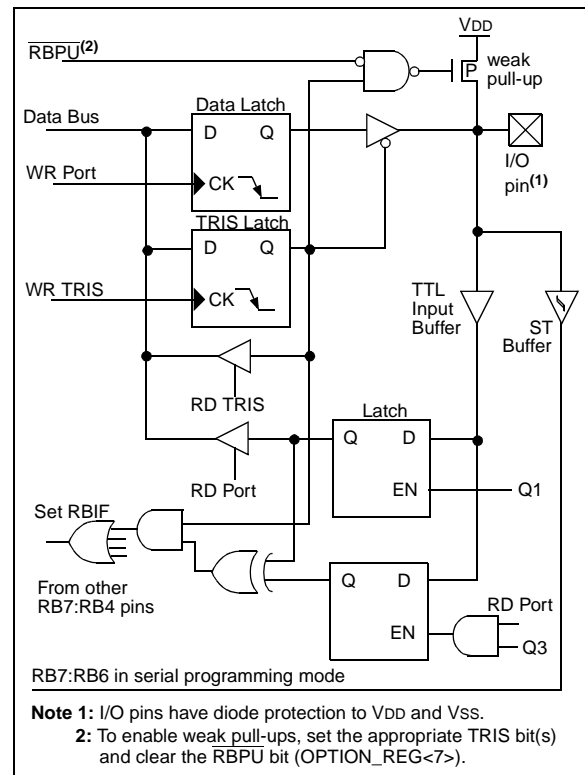 VDD
RBPU(2)
P
weak
pull-up
Data Latch
Data Bus
D
Q
I/O
pin(1)
WR Port
CK
TRIS Latch
D
Q
WR TRIS
CK
TTL
Input
Buffer
ST
Buffer
RD TRIS
Latch
Q
D
RD Port
EN
Q1
Set RBIF
From other
RB7:RB4 pins
Q
D
RD Port
EN
Q3
RB7:RB6 in serial programming mode
Note 1: I/O pins have diode protection to VDD and VSS.
2: To enable weak pull-ups, set the appropriate TRIS bit(s)
and clear the RBPU bit (OPTION_REG<7>).